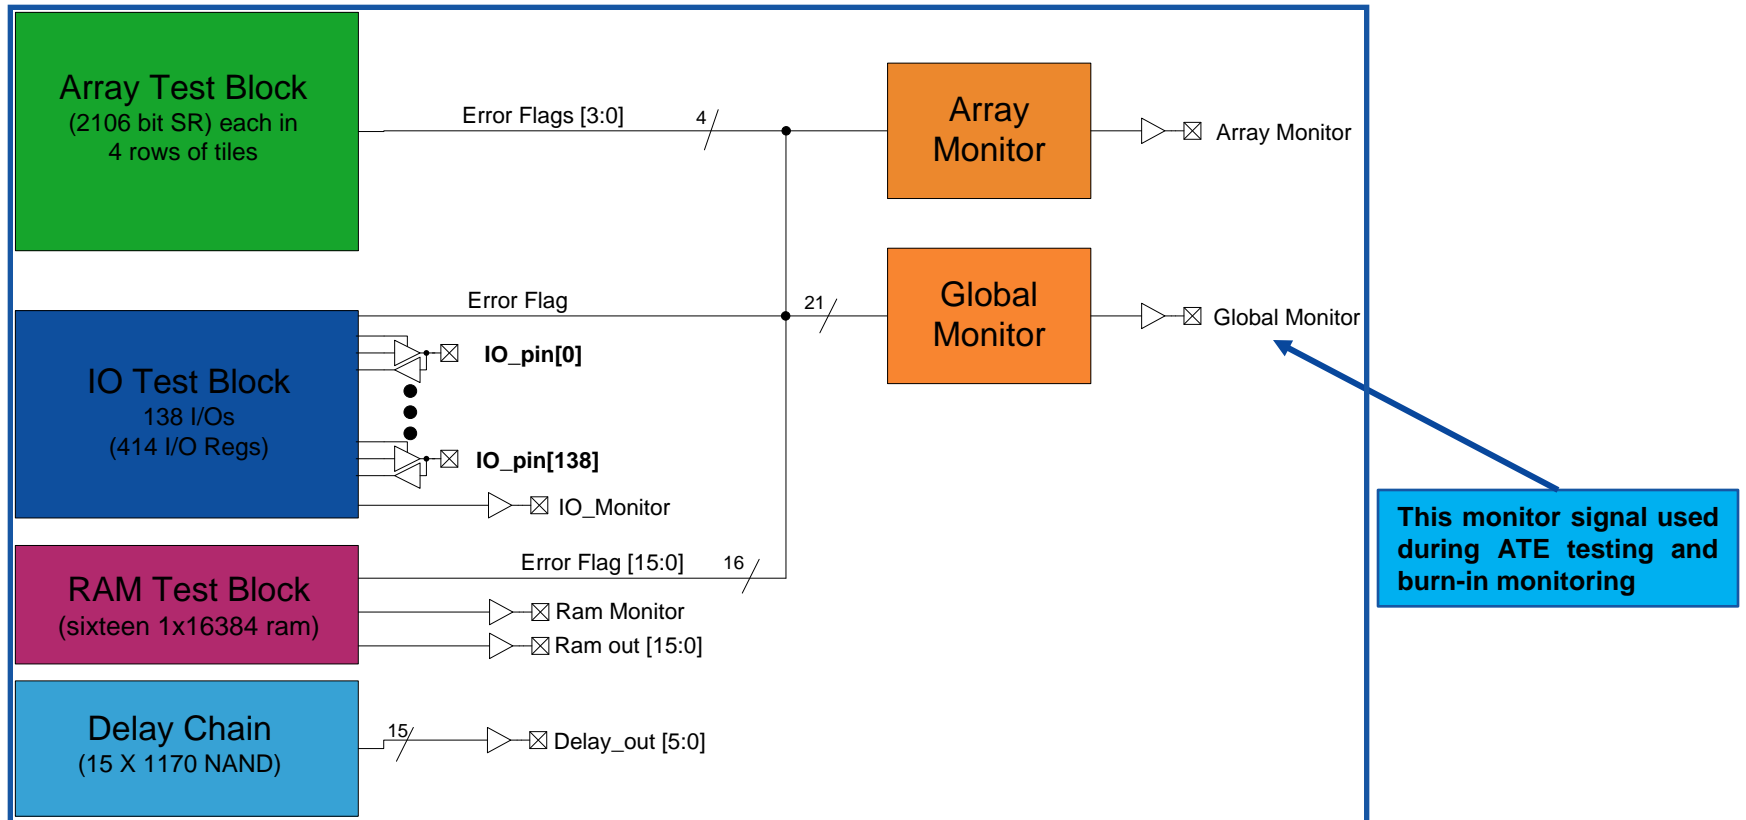 Array Test Block
(2106 bit SR) each in
4 rows of tiles
Error Flags [3:0]
4
Array
Monitor
Array Monitor
Error Flag
21
Global
Monitor
Global Monitor
IO Test Block
138 I/Os
(414 I/O Regs)
IO_pin[0]
IO_pin[138]
IO_Monitor
This monitor signal used
during ATE testing and
burn-in monitoring
RAM Test Block
(sixteen 1x16384 ram)
Error Flag [15:0]
16
Ram Monitor
Ram out [15:0]
Delay Chain
(15 X 1170 NAND)
15
Delay_out [5:0]